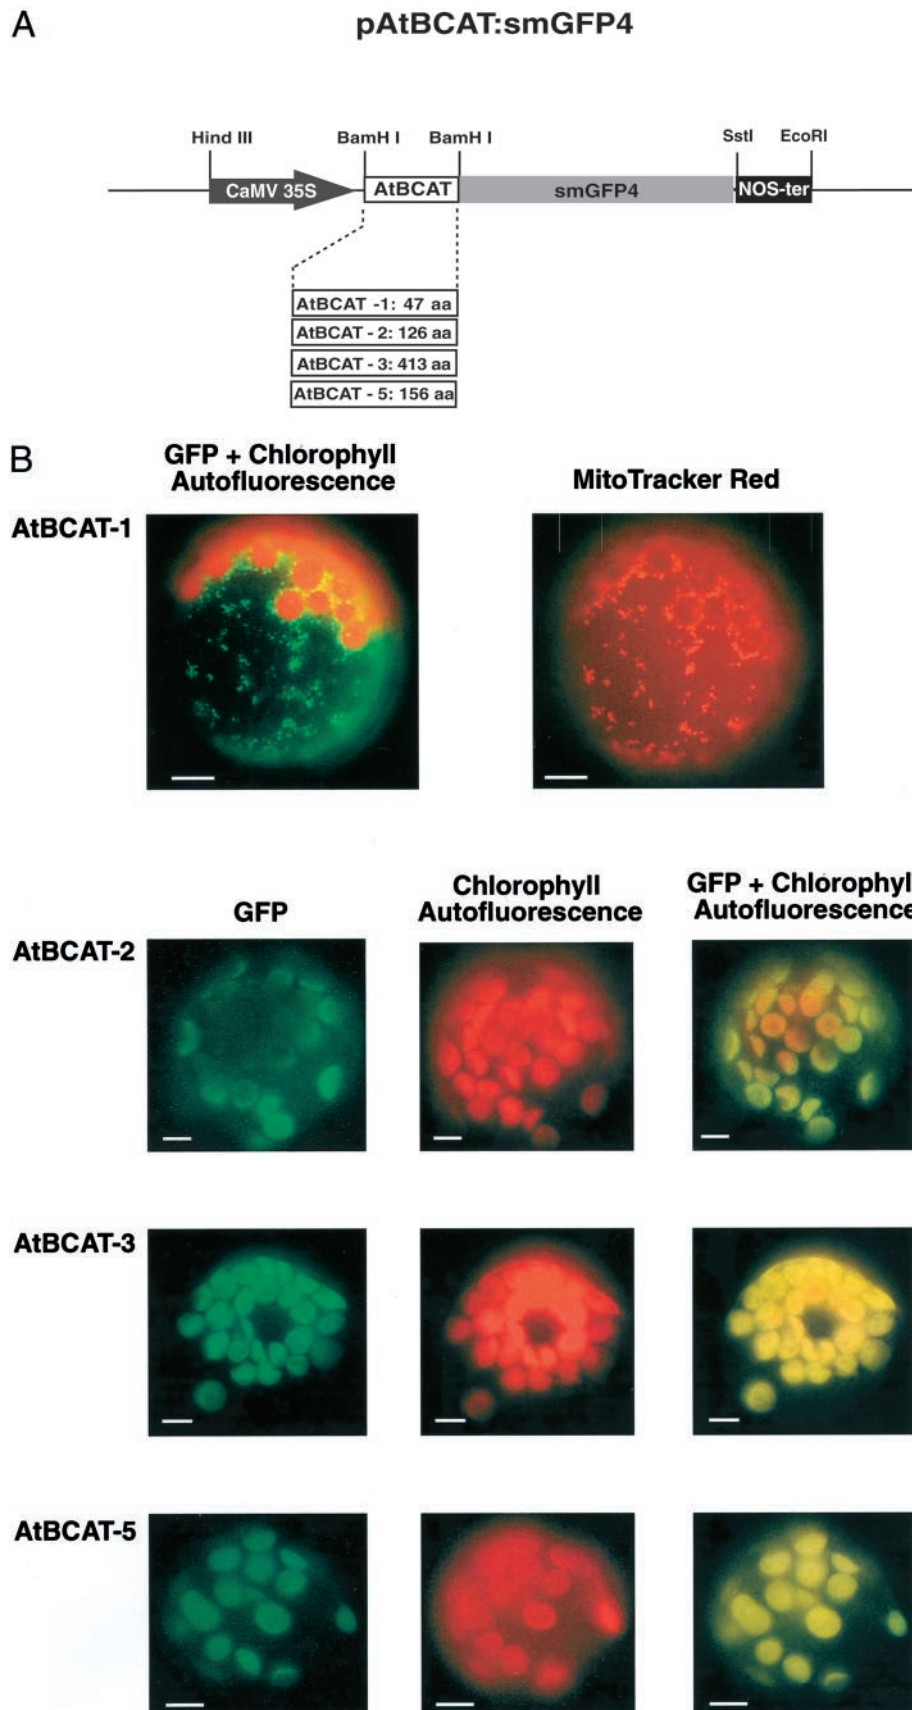 A
pAtBCAT:smGFP4
Hind III BamH I BamH I SstI EcoRI
CaMV 35S AtBCAT smGFP4 NOS-ter
AtBCAT -1: 47 aa
AtBCAT - 2: 126 aa
AtBCAT - 3: 413 aa
AtBCAT - 5: 156 aa
B
GFP + Chlorophyll
Autofluorescence
MitoTracker Red
AtBCAT-1
GFP
Chlorophyll
Autofluorescence
GFP + Chlorophyl
Autofluorescence
AtBCAT-2
AtBCAT-3
AtBCAT-5